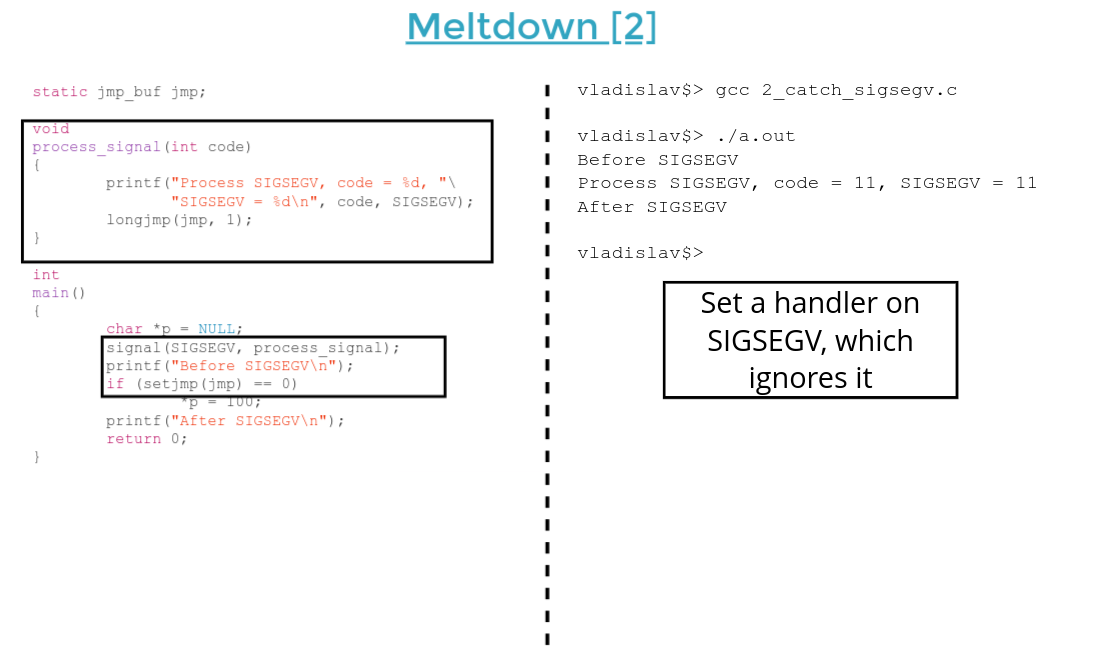 Meltdown [2]
static jmp_buf jmp;
void
process_signal(int code)
{
printf("Process SIGSEGV, code = %d, "\
"SIGSEGV = %d\n", code, SIGSEGV);
longjmp(jmp, 1);
}
int
main()
{
char *p = NULL;
signal(SIGSEGV, process_signal);
printf("Before SIGSEGV\n");
if (setjmp(jmp) == 0)
*p = 100;
printf("After SIGSEGV\n");
return 0;
}
vladislav$> gcc 2_catch_sigsegv.c
vladislav$> ./a.out
Before SIGSEGV
Process SIGSEGV, code = 11, SIGSEGV = 11
After SIGSEGV
vladislav$>
Set a handler on
SIGSEGV, which
ignores it